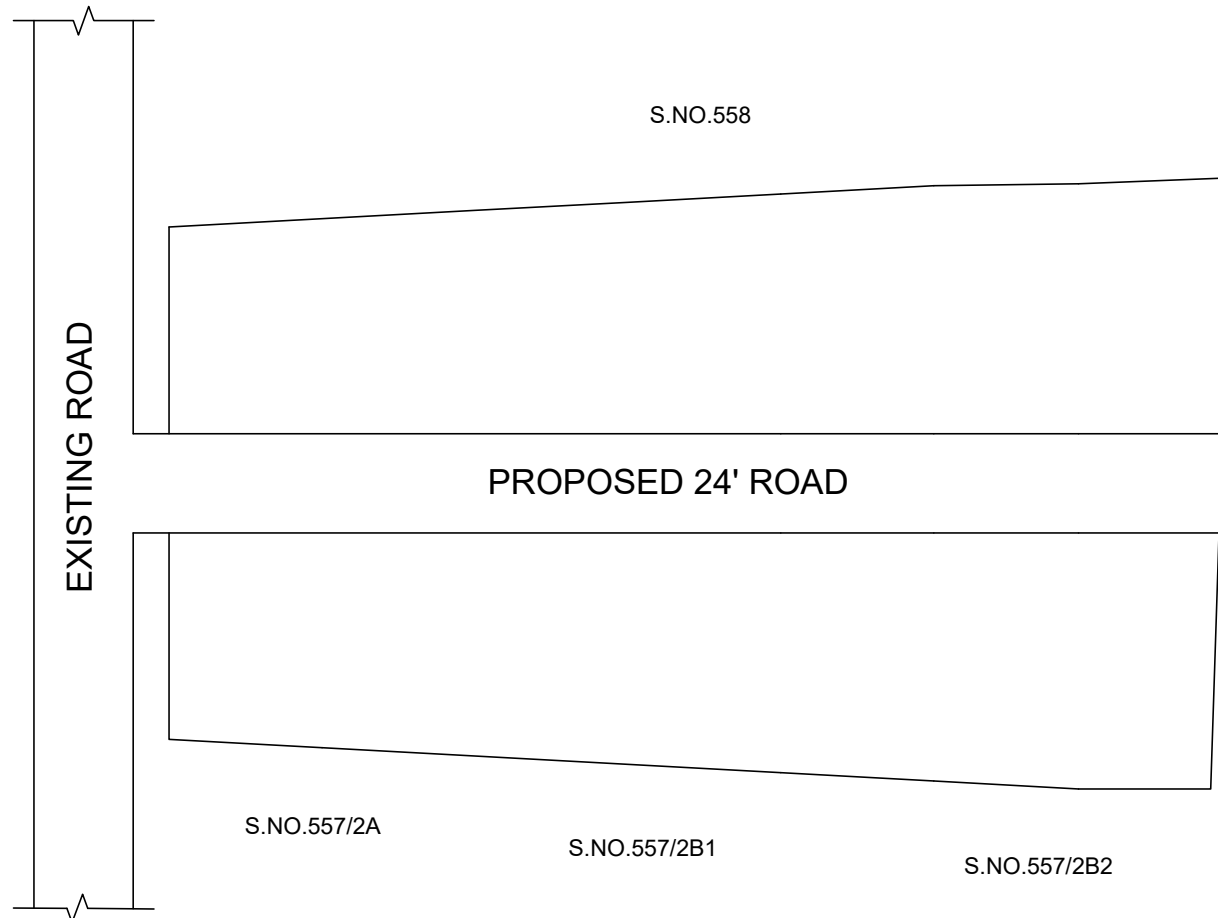 S.NO.558
EXISTING ROAD
PROPOSED 24' ROAD
S.NO.557/2A
S.NO.557/2B1
S.NO.557/2B2